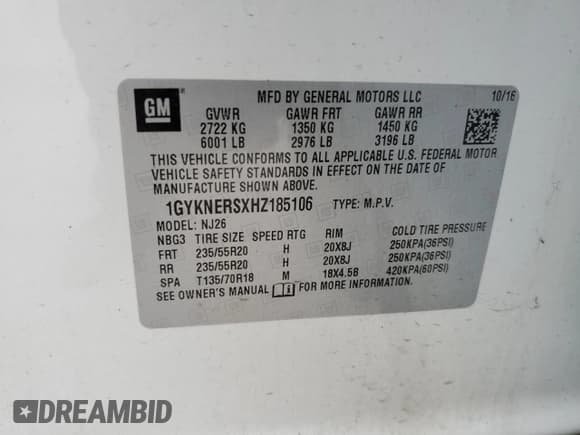 GM
MFD BY GENERAL MOTORS LLC 10/16
GVWR GAWR FRT GAWR RR
2722 KG 1350 KG 1450 KG
6001 LB 2976 LB 3196 LB
THIS VEHICLE CONFORMS TO ALL APPLICABLE U.S. FEDERAL MOTOR
VEHICLE SAFETY STANDARDS IN EFFECT ON THE DATE OF
MANUFACTURE SHOWN ABOVE.
1GYKNERSXHZ185106 TYPE: M.P.V.
MODEL: NJ26
NBG3 TIRE SIZE SPEED RTG RIM COLD TIRE PRESSURE
FRT 235/55R20 H 20X8J 250KPA(36PSI)
RR 235/55R20 H 20X8J 250KPA(36PSI)
SPA T135/70R18 M 18X4.5B 420KPA(60PSI)
SEE OWNER'S MANUAL FOR MORE INFORMATION.
DREAMBID